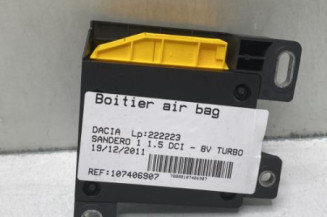 Boitier air bag
DACIA Lp:222223
SANDERO 1 1.5 DCI - 8V TURBO
19/12/2011
REF:107406907